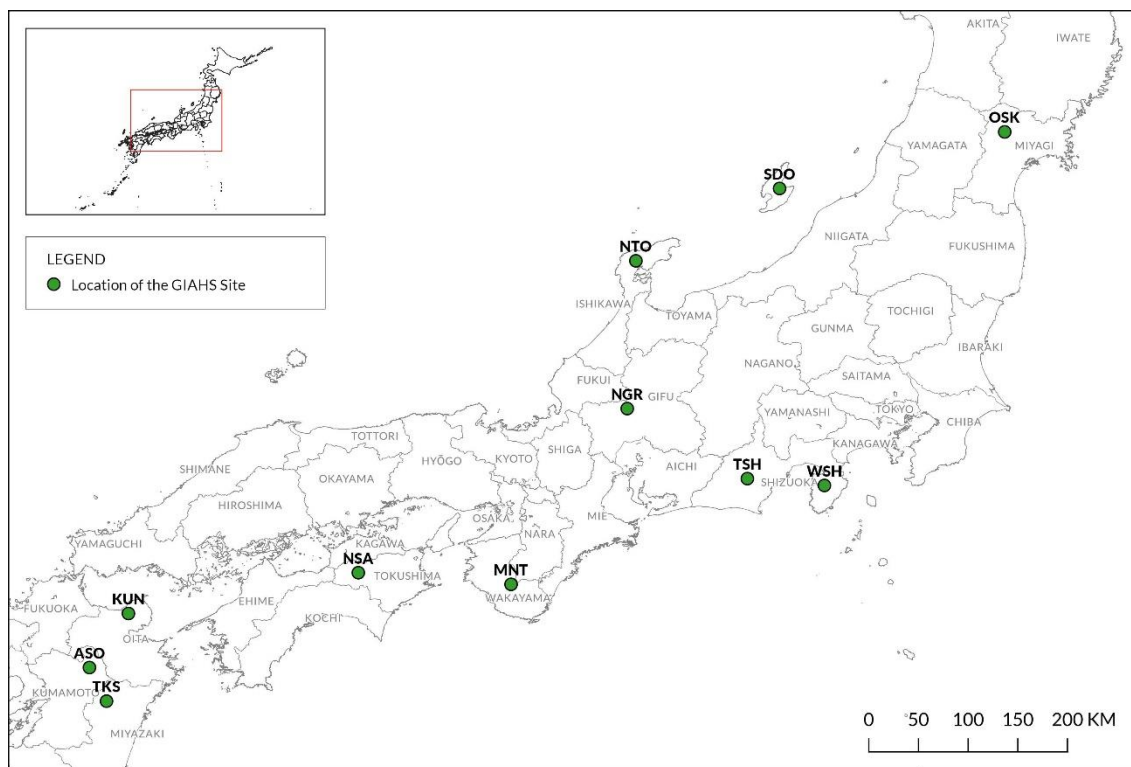 AKITA
IWATE
OSK
YAMAGATA
MIYAGI
SDO
NIIGATA
FUKUSHIMA
NTO
LEGEND
Location of the GIAHS Site
ISHIKAWA
TOYAMA
TOCHIGI
GUNMA
IBARAKI
NAGANO
SAITAMA
FUKUI
NGR
GIFU
YAMANASHI
TOKYO
CHIBA
TOTTORI
KANAGAWA
SHIGA
HYŌGO
KYOTO
AICHI
TSH
WSH
SHIMANE
OKAYAMA
SHIZUOKA
HIROSHIMA
OSAKA
MIE
NARA
YAMAGUCHI
KAGAWA
NSA
TOKUSHIMA
MNT
WAKAYAMA
KUN
FUKUOKA
EHIME
KOCHI
OITA
ASO
KUMAMOTO
TKS
MIYAZAKI
0 50 100 150 200 KM